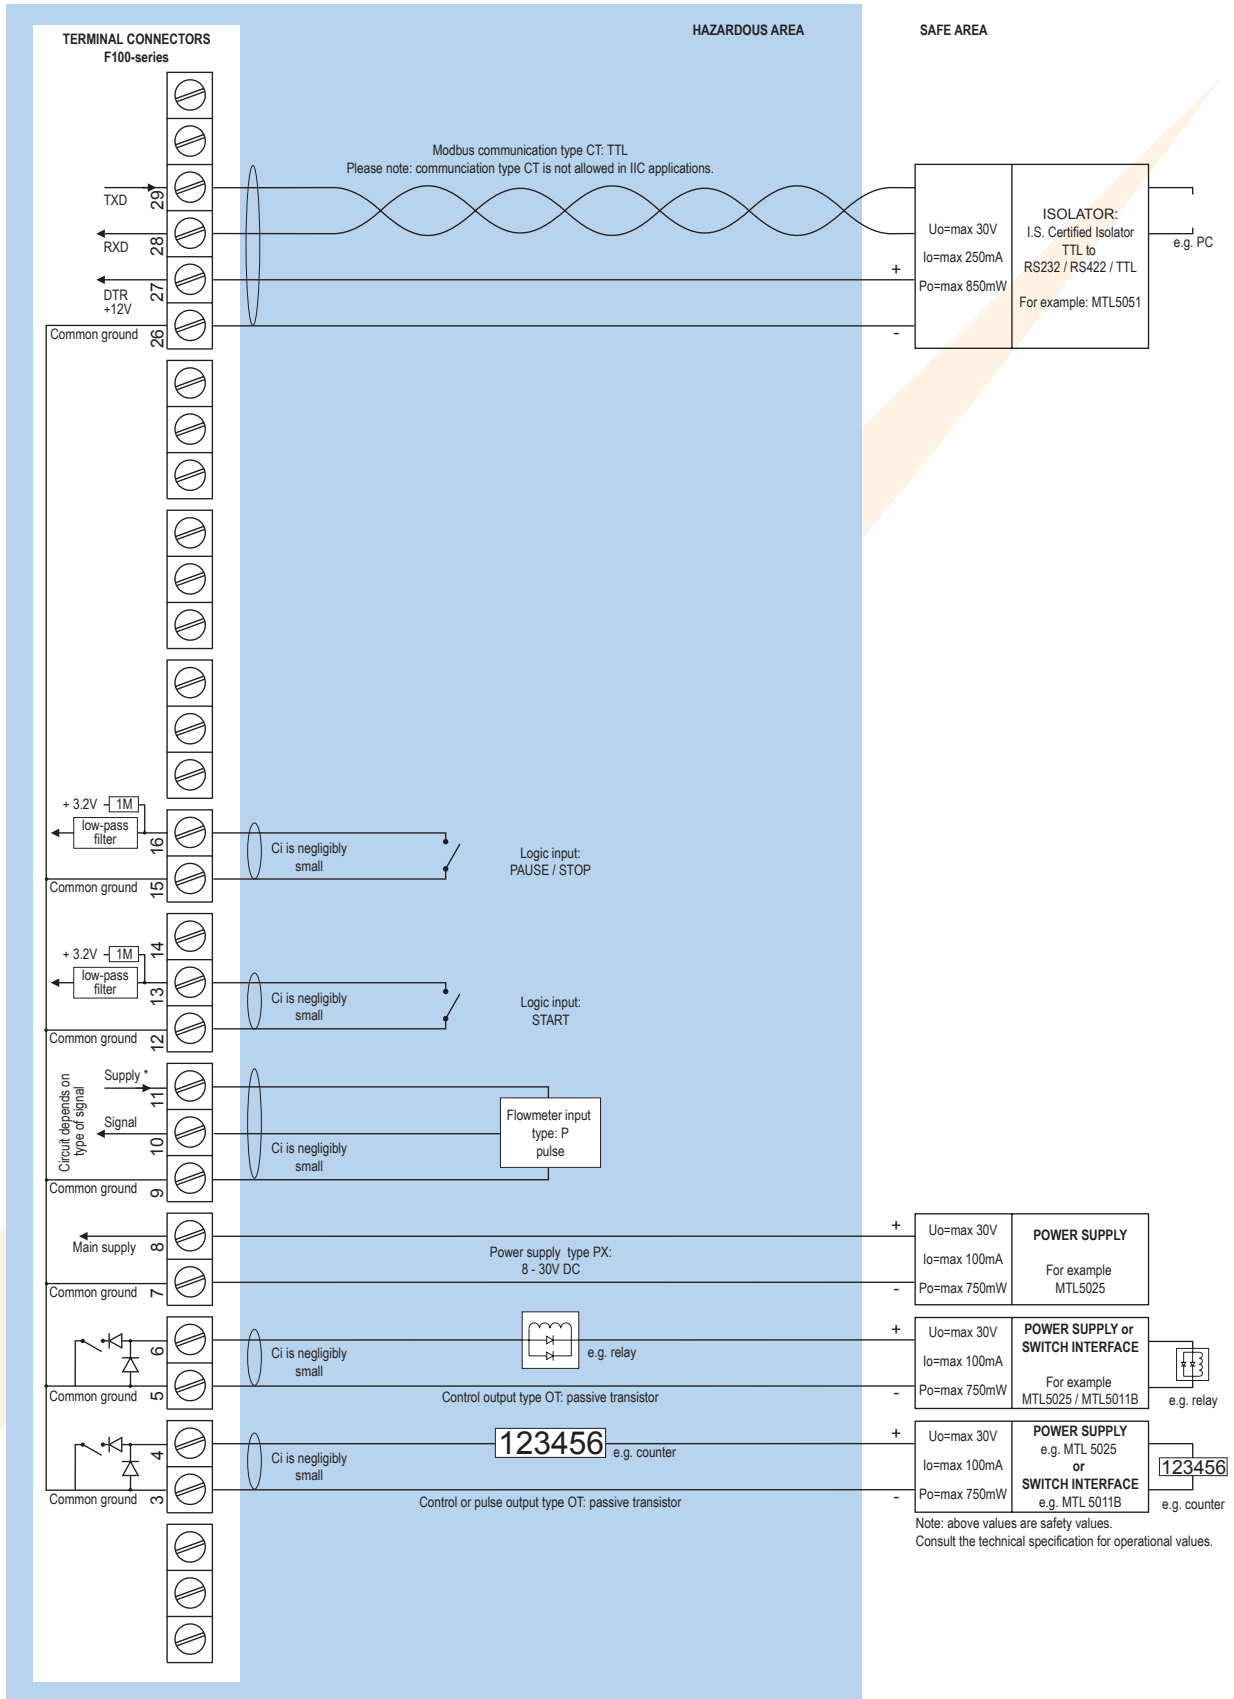 TERMINAL CONNECTORS
F100-series
HAZARDOUS AREA
SAFE AREA
Modbus communication type CT: TTL
Please note: communciation type CT is not allowed in IIC applications.
TXD
29
RXD
28
DTR
+12V
27
Common ground
26
+
-
Uo=max 30V
Io=max 250mA
Po=max 850mW
ISOLATOR:
I.S. Certified Isolator
TTL to
RS232 / RS422 / TTL
For example: MTL5051
e.g. PC
+ 3.2V
1M
low-pass
filter
16
Common ground
15
Ci is negligibly
small
Logic input:
PAUSE / STOP
14
+ 3.2V
1M
low-pass
filter
13
Common ground
12
Ci is negligibly
small
Logic input:
START
Circuit depends on
type of signal
Supply *
11
Signal
10
Common ground
9
Ci is negligibly
small
Flowmeter input
type: P
pulse
Main supply
8
Common ground
7
Power supply type PX:
8 - 30V DC
+
-
Uo=max 30V
Io=max 100mA
Po=max 750mW
POWER SUPPLY
For example
MTL5025
6
Common ground
5
Ci is negligibly
small
e.g. relay
Control output type OT: passive transistor
+
-
Uo=max 30V
Io=max 100mA
Po=max 750mW
POWER SUPPLY or
SWITCH INTERFACE
For example
MTL5025 / MTL5011B
e.g. relay
4
Common ground
3
Ci is negligibly
small
123456
e.g. counter
Control or pulse output type OT: passive transistor
+
-
Uo=max 30V
Io=max 100mA
Po=max 750mW
POWER SUPPLY
e.g. MTL 5025
or
SWITCH INTERFACE
e.g. MTL 5011B
123456
e.g. counter
Note: above values are safety values.
Consult the technical specification for operational values.